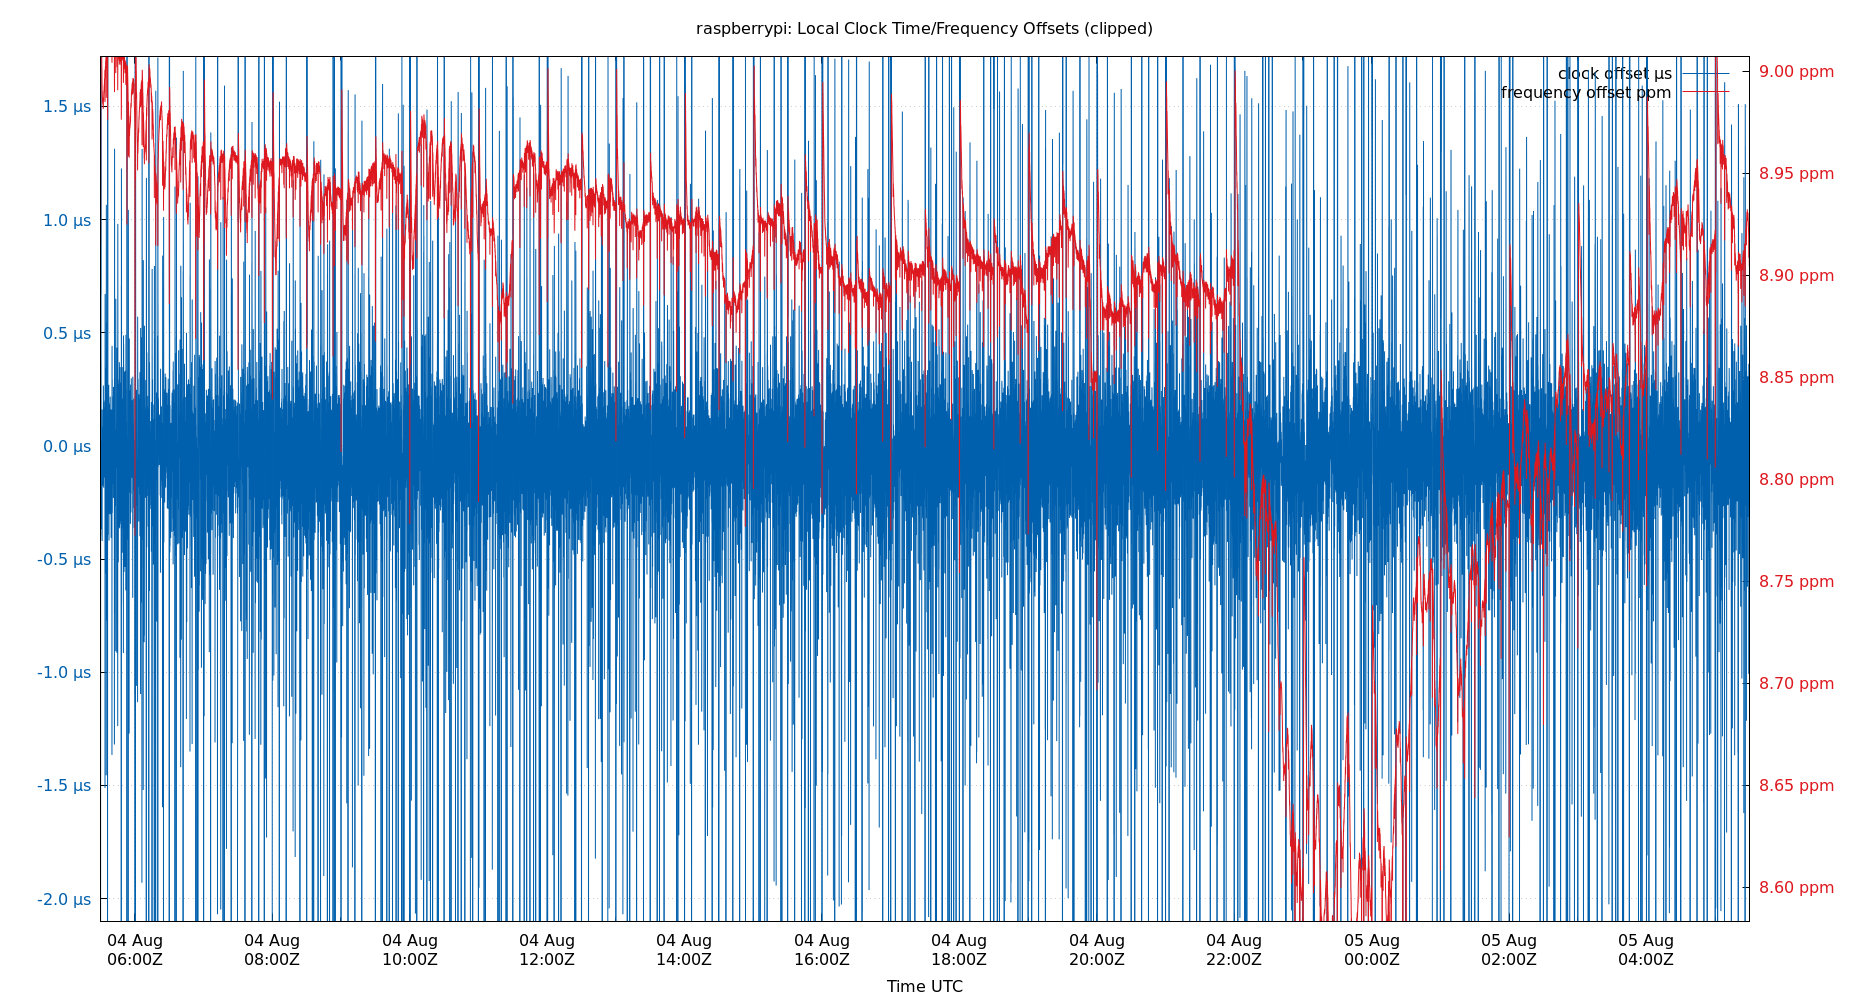 raspberrypi: Local Clock Time/Frequency Offsets (clipped)
clock offset µs
frequency offset ppm
1.5 µs
1.0 µs
0.5 µs
0.0 µs
-0.5 µs
-1.0 µs
-1.5 µs
-2.0 µs
9.00 ppm
8.95 ppm
8.90 ppm
8.85 ppm
8.80 ppm
8.75 ppm
8.70 ppm
8.65 ppm
8.60 ppm
04 Aug 04 Aug 04 Aug 04 Aug 04 Aug 04 Aug 04 Aug 04 Aug 04 Aug 05 Aug 05 Aug 05 Aug
06:00Z 08:00Z 10:00Z 12:00Z 14:00Z 16:00Z 18:00Z 20:00Z 22:00Z 00:00Z 02:00Z 04:00Z
Time UTC